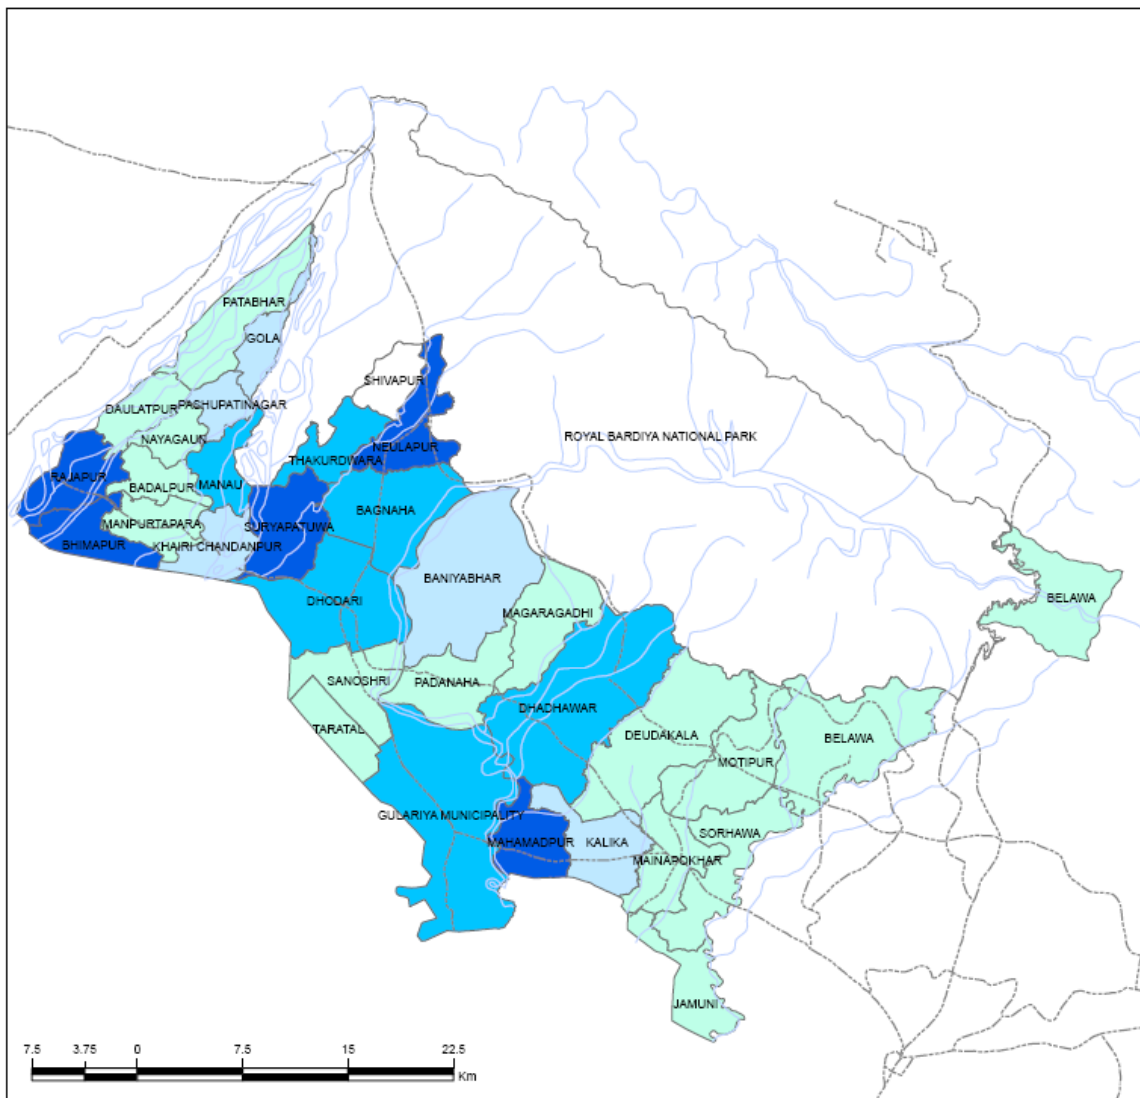 PATABHAR
GOLA
SHIVAPUR
DAULATPUR
PACHUPATINAGAR
NAYAGAUN
ROYAL BARDIYA NATIONAL PARK
NEULAPUR
THAKURDWARA
RAJAPUR
BADALPUR
MANAU
BAGNAHA
MANPURTAPARA
SURYAPATUWA
BHIMAPUR
KHAIRI CHANDANPUR
BANIYABHAR
BELAWA
DHODARI
MAGARAGADHI
SANOSHRI
PADANAHA
DHADHAWAR
TARATAL
DEUDAKALA
BELAWA
MOTIPUR
GULARIYA MUNICIPALITY
SORHAWA
MAHAMADPUR
KALIKA
MAINAPOKHAR
JAMUNI
7.5 3.75 0 7.5 15 22.5
Km